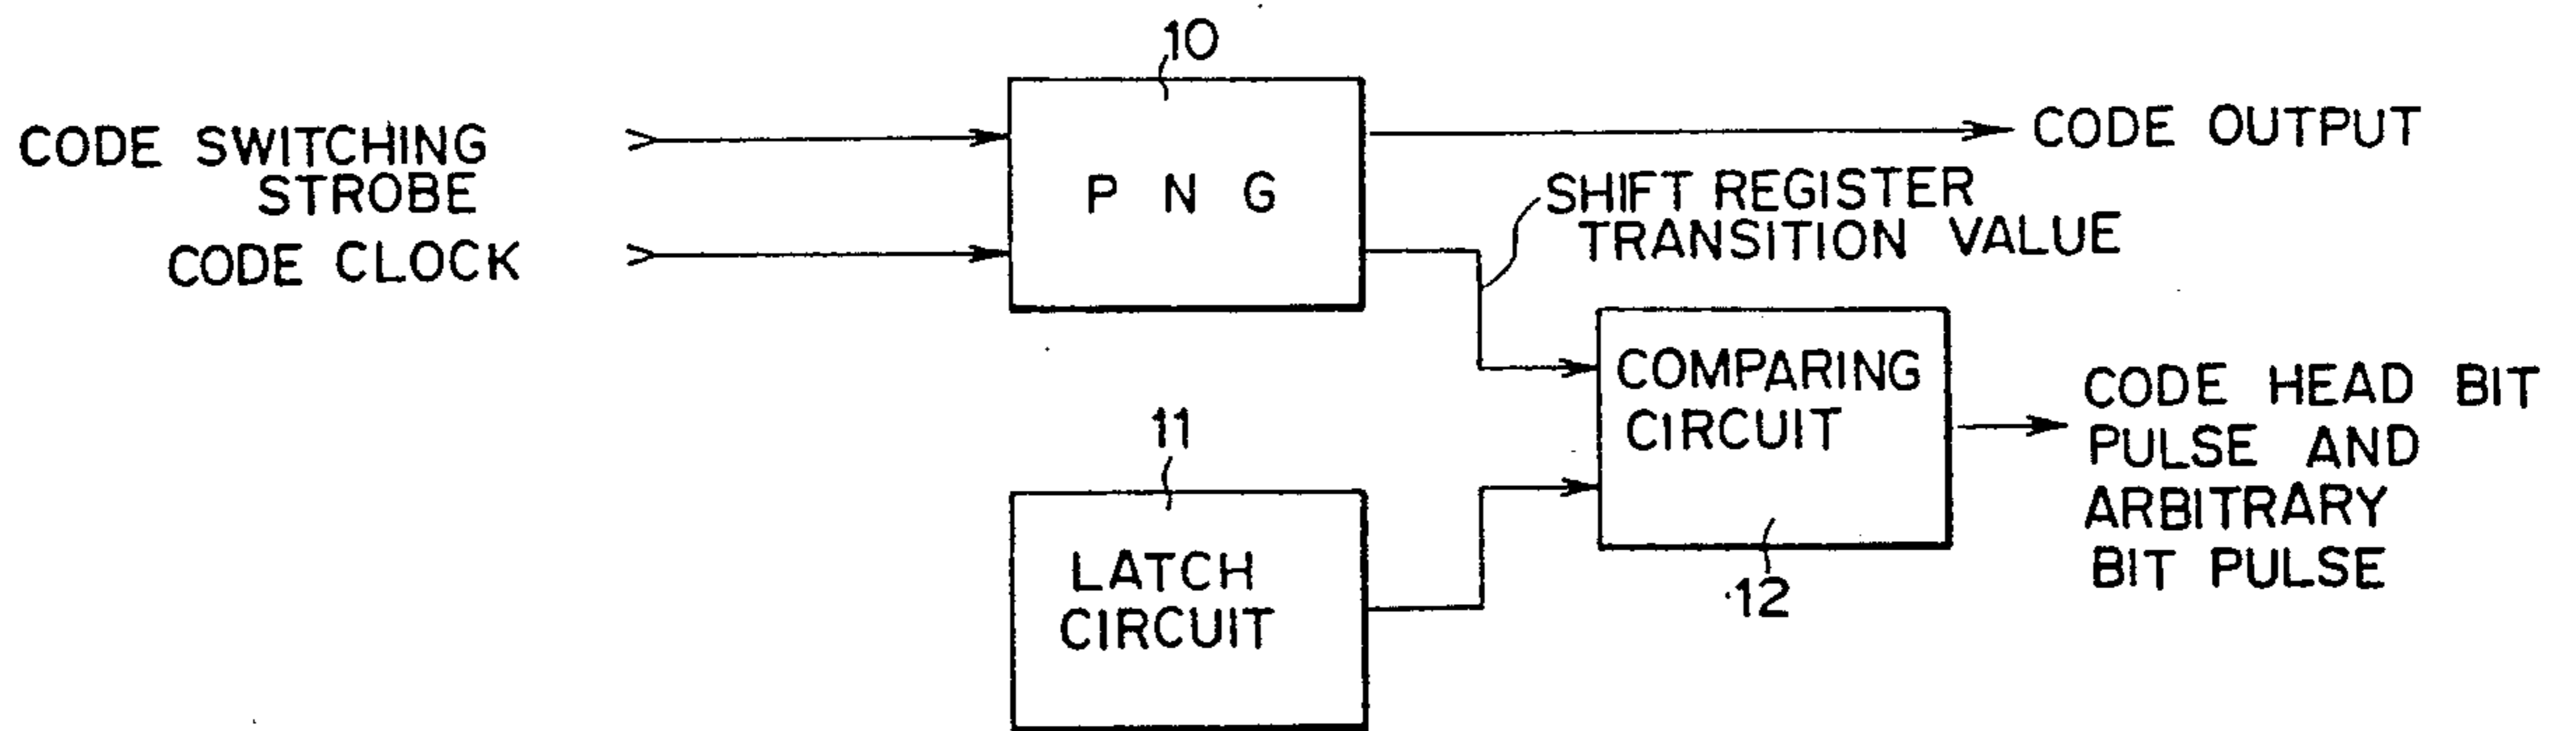 10
CODE SWITCHING
STROBE
CODE CLOCK
P N G
CODE OUTPUT
SHIFT REGISTER
TRANSITION VALUE
11
LATCH
CIRCUIT
COMPARING
CIRCUIT
12
CODE HEAD BIT
PULSE AND
ARBITRARY
BIT PULSE